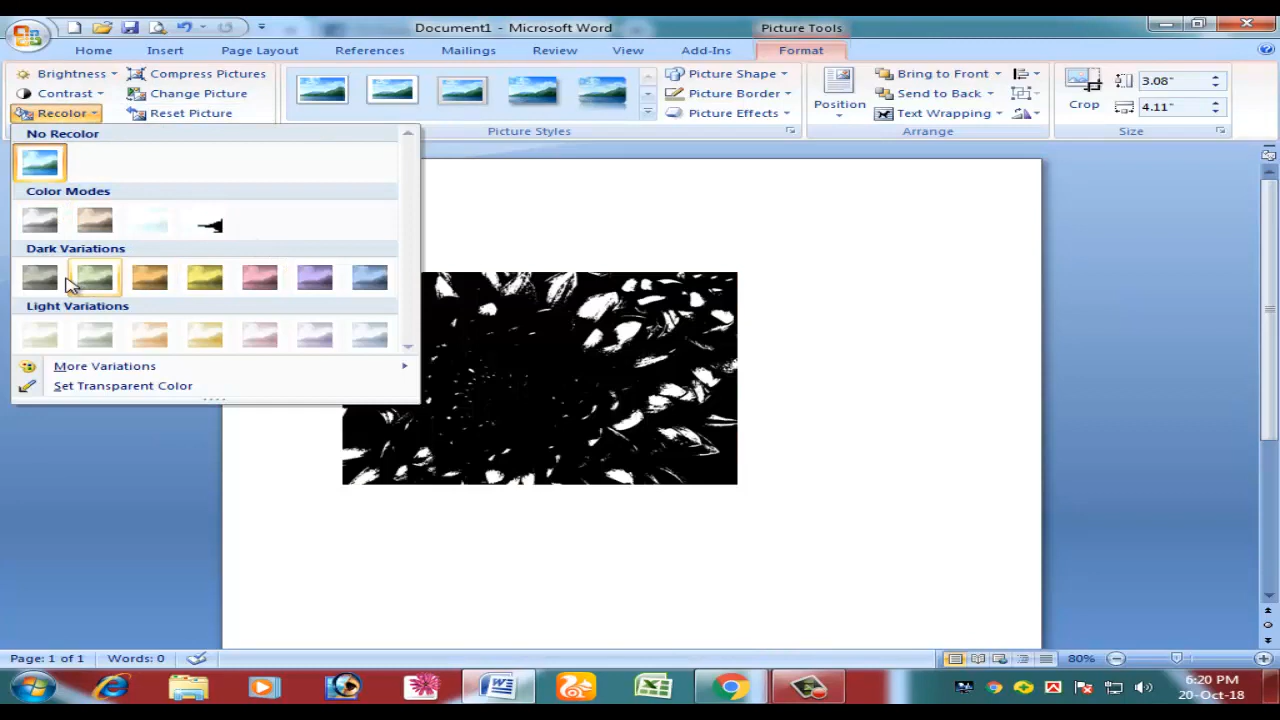 Document1 - Microsoft Word
Picture Tools
Home Insert Page Layout References Mailings Review View Add-Ins Format
Brightness Compress Pictures Picture Shape Bring to Front 3.08"
Contrast Change Picture Picture Border Position Send to Back Crop
Recolor Reset Picture Picture Effects Text Wrapping 4.11"
Picture Styles Arrange Size
No Recolor
Color Modes
Dark Variations
Light Variations
More Variations
Set Transparent Color
Page: 1 of 1 Words: 0 80%
6:20 PM
20-Oct-18